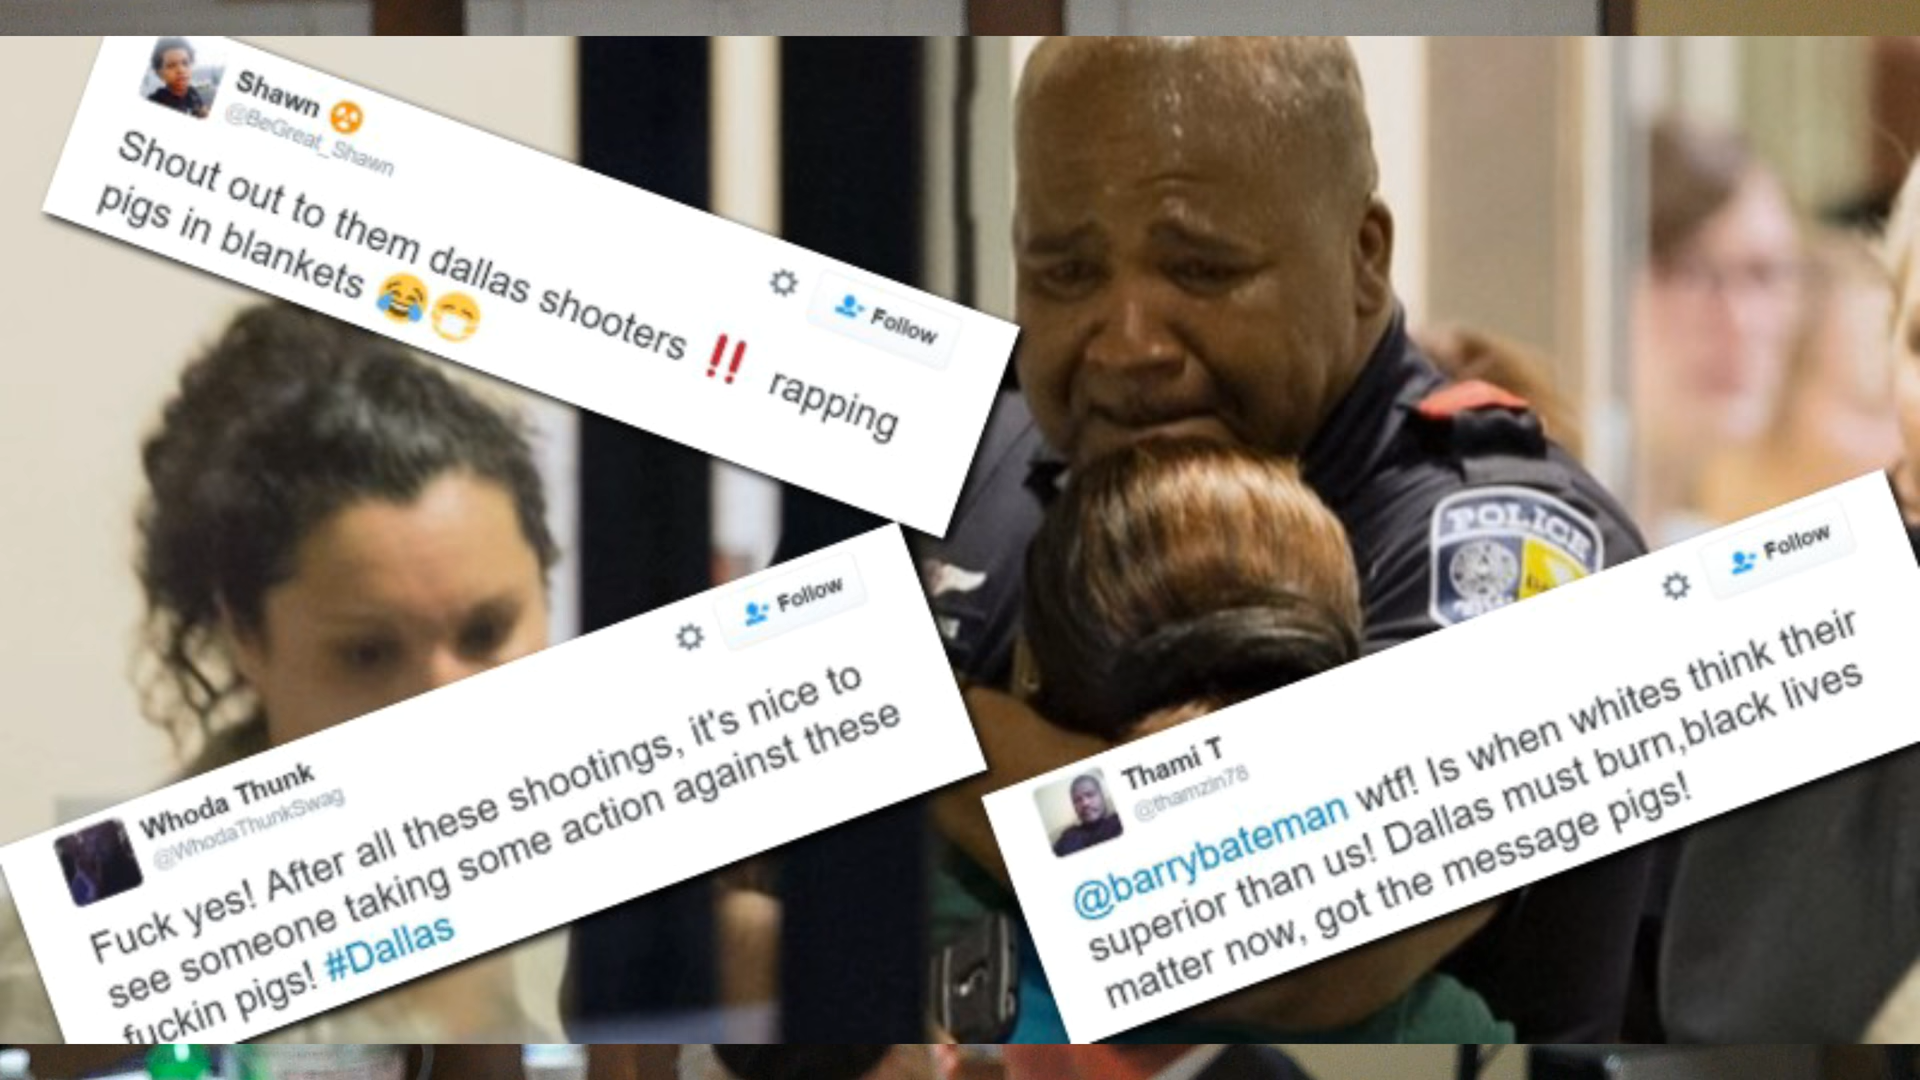 Shawn
@BeGreat_Shawn
Follow
Shout out to them dallas shooters ‼ rapping
pigs in blankets 😂😷
POLICE
Whoda Thunk
@WhodaThunkSwag
Follow
Fuck yes! After all these shootings, it's nice to
see someone taking some action against these
fuckin pigs! #Dallas
Thami T
@thamzin78
Follow
@barrybateman wtf! Is when whites think their
superior than us! Dallas must burn,black lives
matter now, got the message pigs!